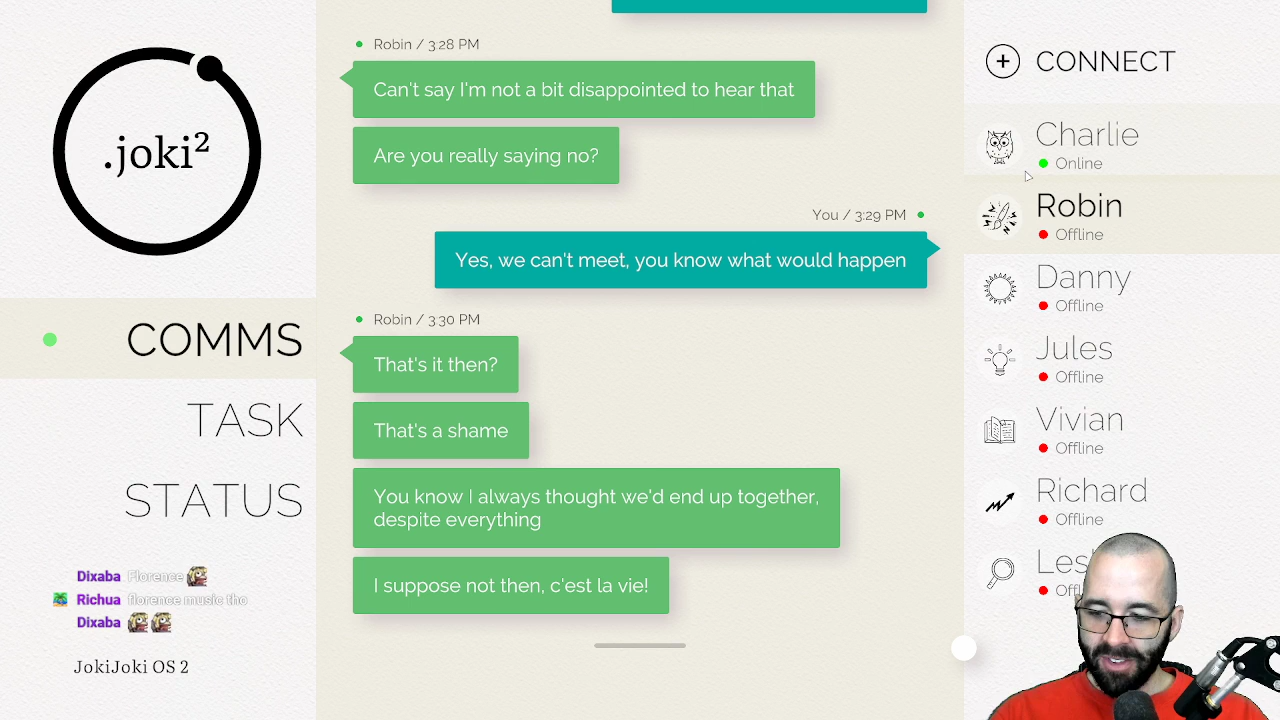 .joki²
COMMS
TASK
STATUS
Dixaba Florence
Richua florence music tho
Dixaba
JokiJoki OS 2
Robin / 3:28 PM
Can't say I'm not a bit disappointed to hear that
Are you really saying no?
You / 3:29 PM
Yes, we can't meet, you know what would happen
Robin / 3:30 PM
That's it then?
That's a shame
You know I always thought we'd end up together,
despite everything
I suppose not then, c'est la vie!
+ CONNECT
Charlie
Online
Robin
Offline
Danny
Offline
Jules
Offline
Vivian
Offline
Richard
Offline